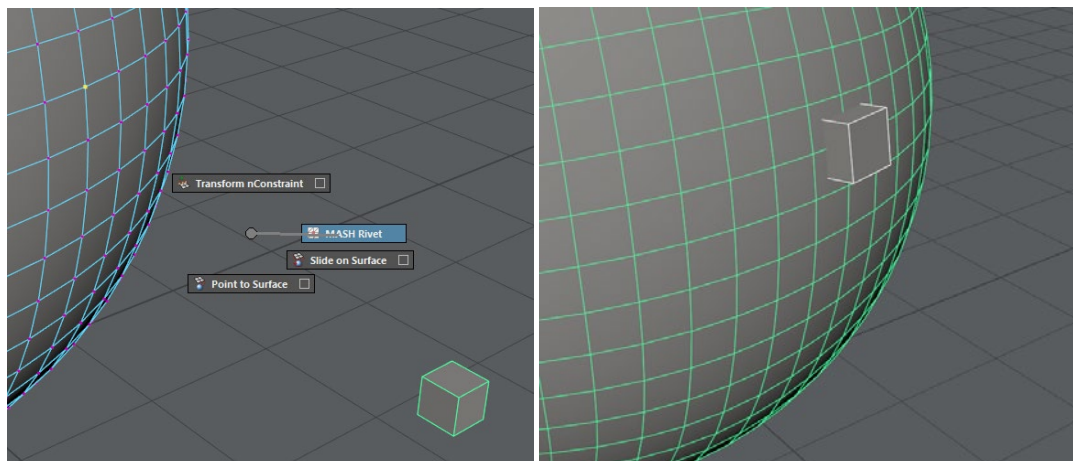 Transform nConstraint
MASH Rivet
Slide on Surface
Point to Surface